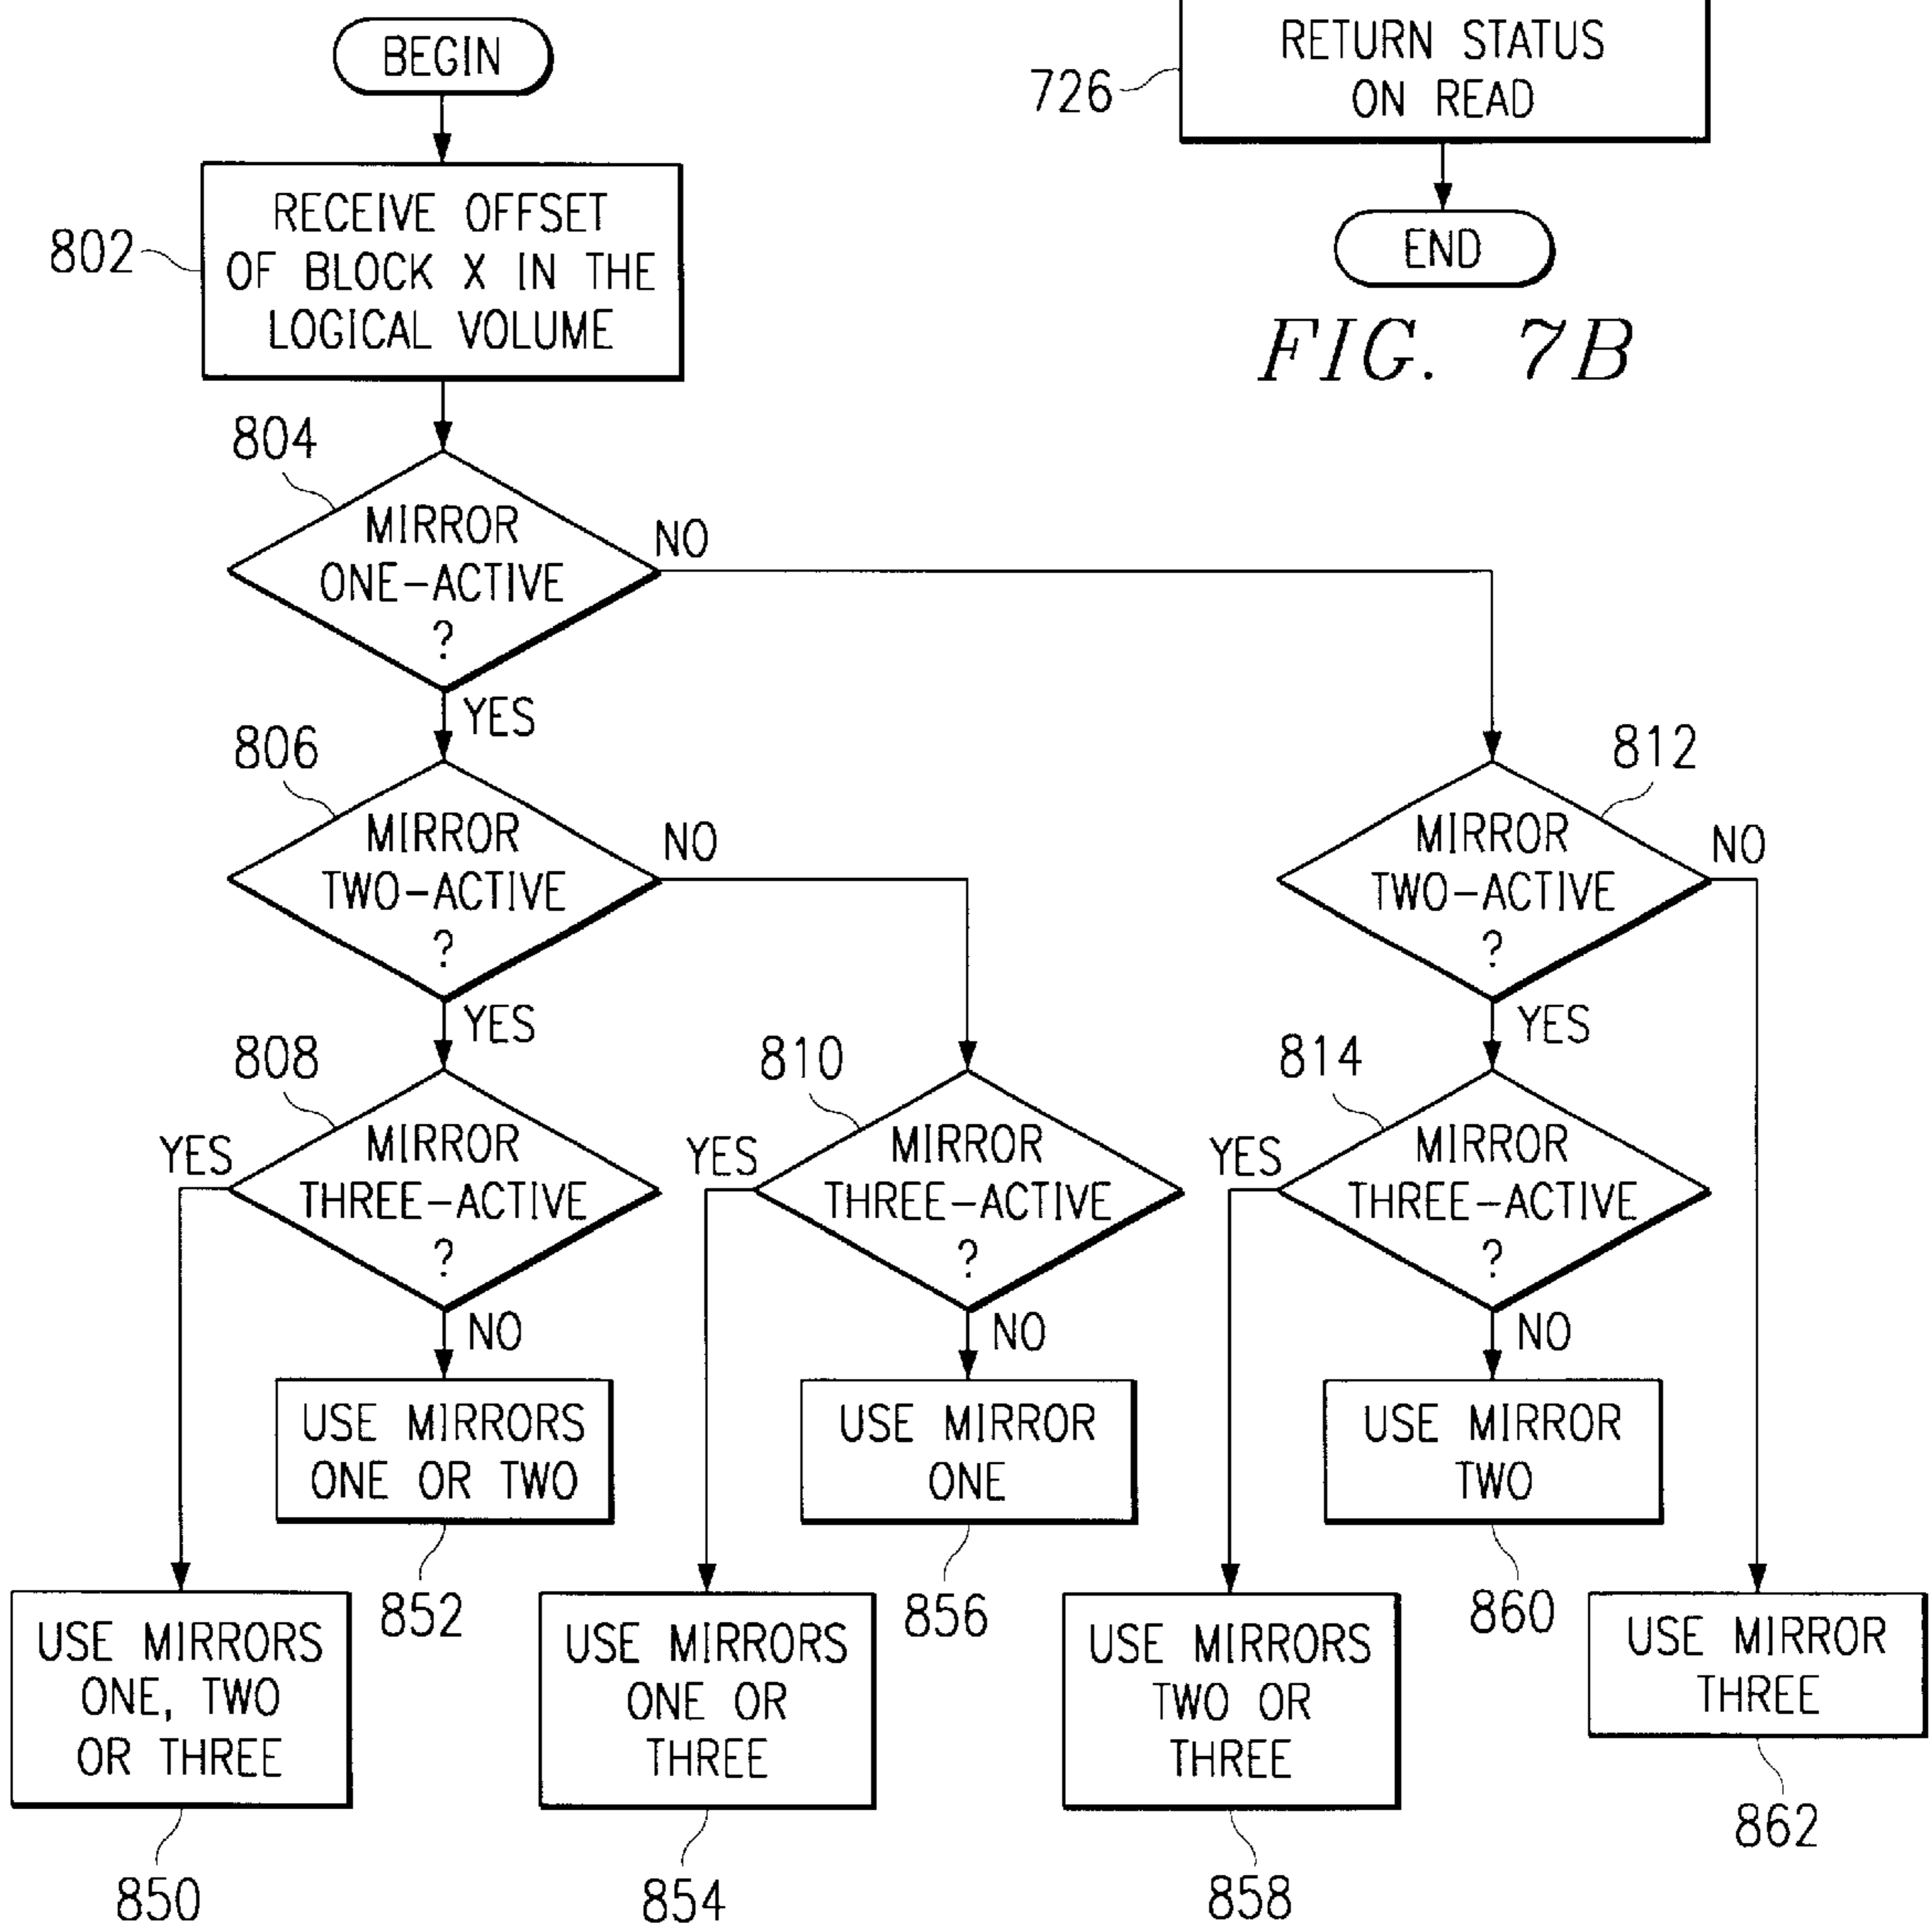 BEGIN
802
RECEIVE OFFSET
OF BLOCK X IN THE
LOGICAL VOLUME
726
RETURN STATUS
ON READ
END
FIG. 7B
804
MIRROR
ONE-ACTIVE
?
NO
YES
806
MIRROR
TWO-ACTIVE
?
NO
YES
812
MIRROR
TWO-ACTIVE
?
NO
YES
808
MIRROR
THREE-ACTIVE
?
YES
NO
810
MIRROR
THREE-ACTIVE
?
YES
NO
814
MIRROR
THREE-ACTIVE
?
YES
NO
USE MIRRORS
ONE OR TWO
852
USE MIRROR
ONE
856
USE MIRROR
TWO
860
USE MIRRORS
ONE, TWO
OR THREE
850
USE MIRRORS
ONE OR
THREE
854
USE MIRRORS
TWO OR
THREE
858
USE MIRROR
THREE
862